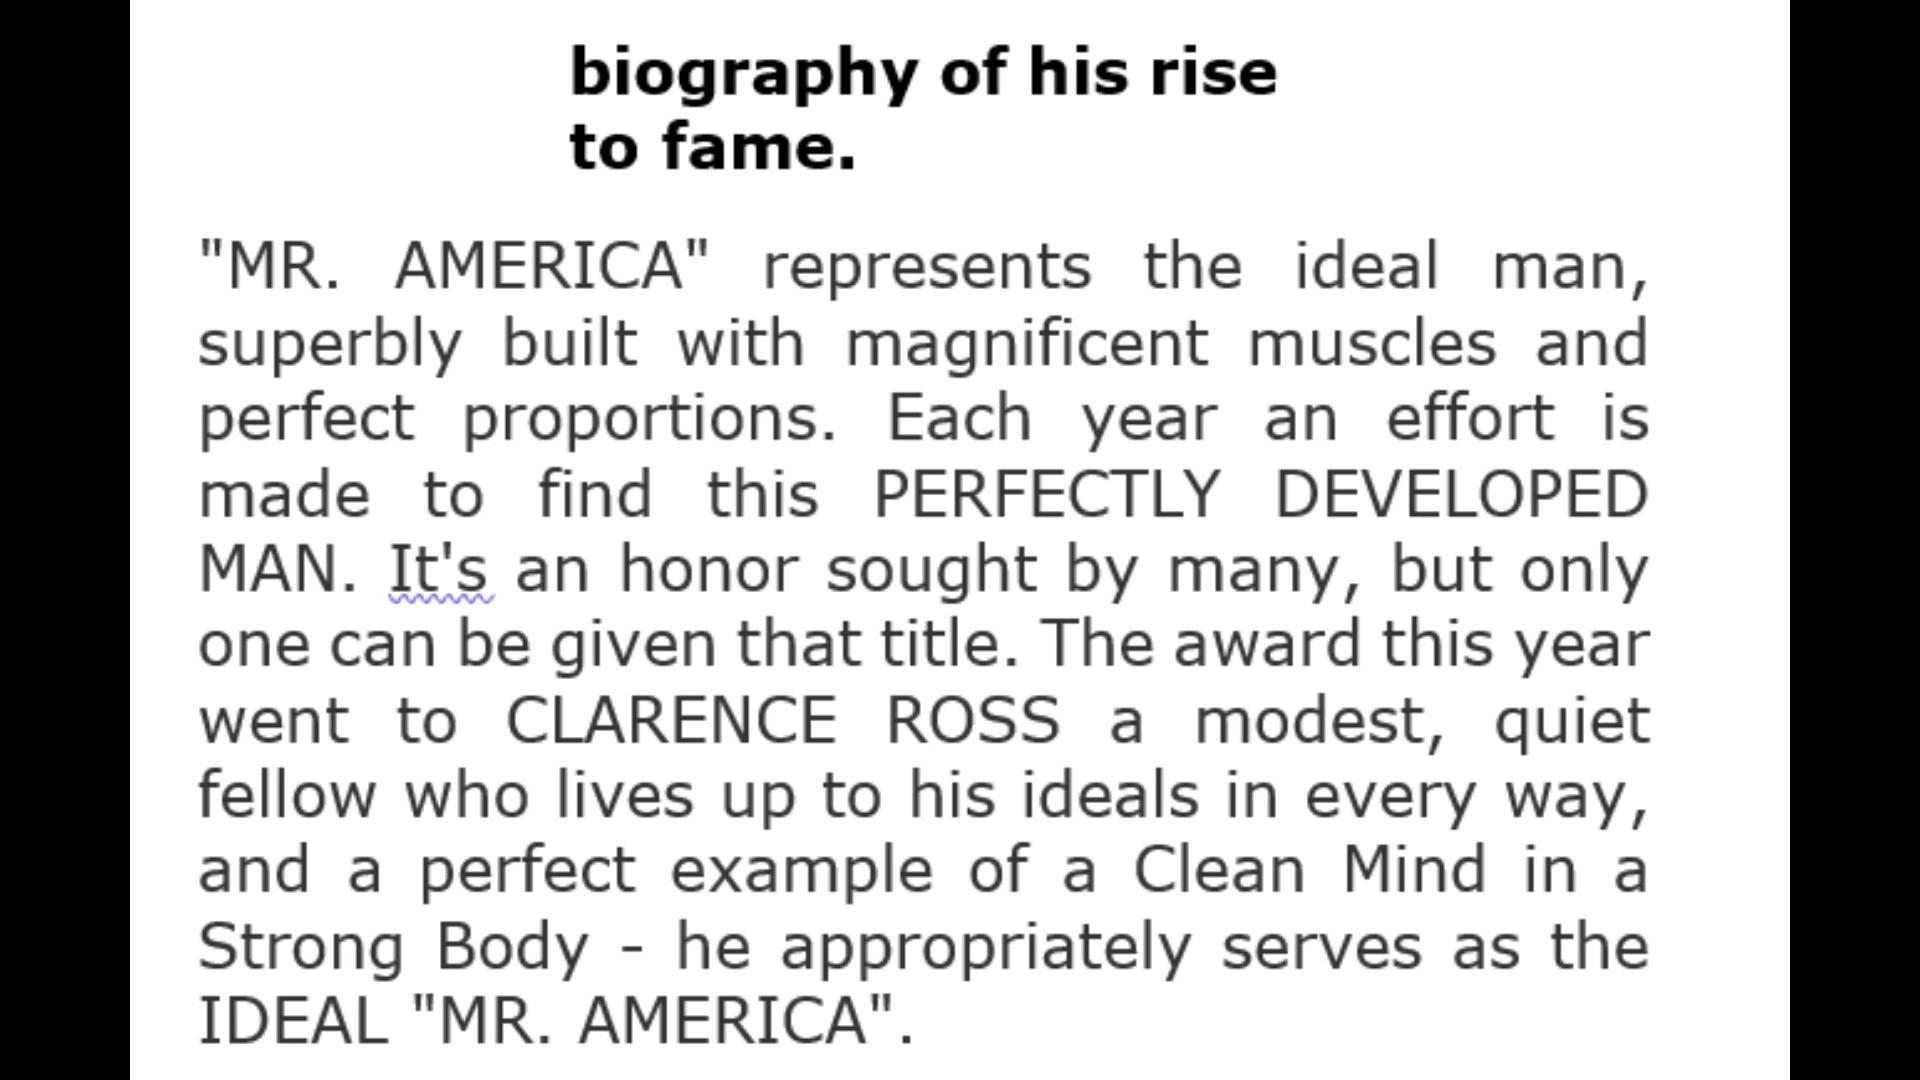 biography of his rise
to fame.
"MR. AMERICA" represents the ideal man,
superbly built with magnificent muscles and
perfect proportions. Each year an effort is
made to find this PERFECTLY DEVELOPED
MAN. It's an honor sought by many, but only
one can be given that title. The award this year
went to CLARENCE ROSS a modest, quiet
fellow who lives up to his ideals in every way,
and a perfect example of a Clean Mind in a
Strong Body - he appropriately serves as the
IDEAL "MR. AMERICA".